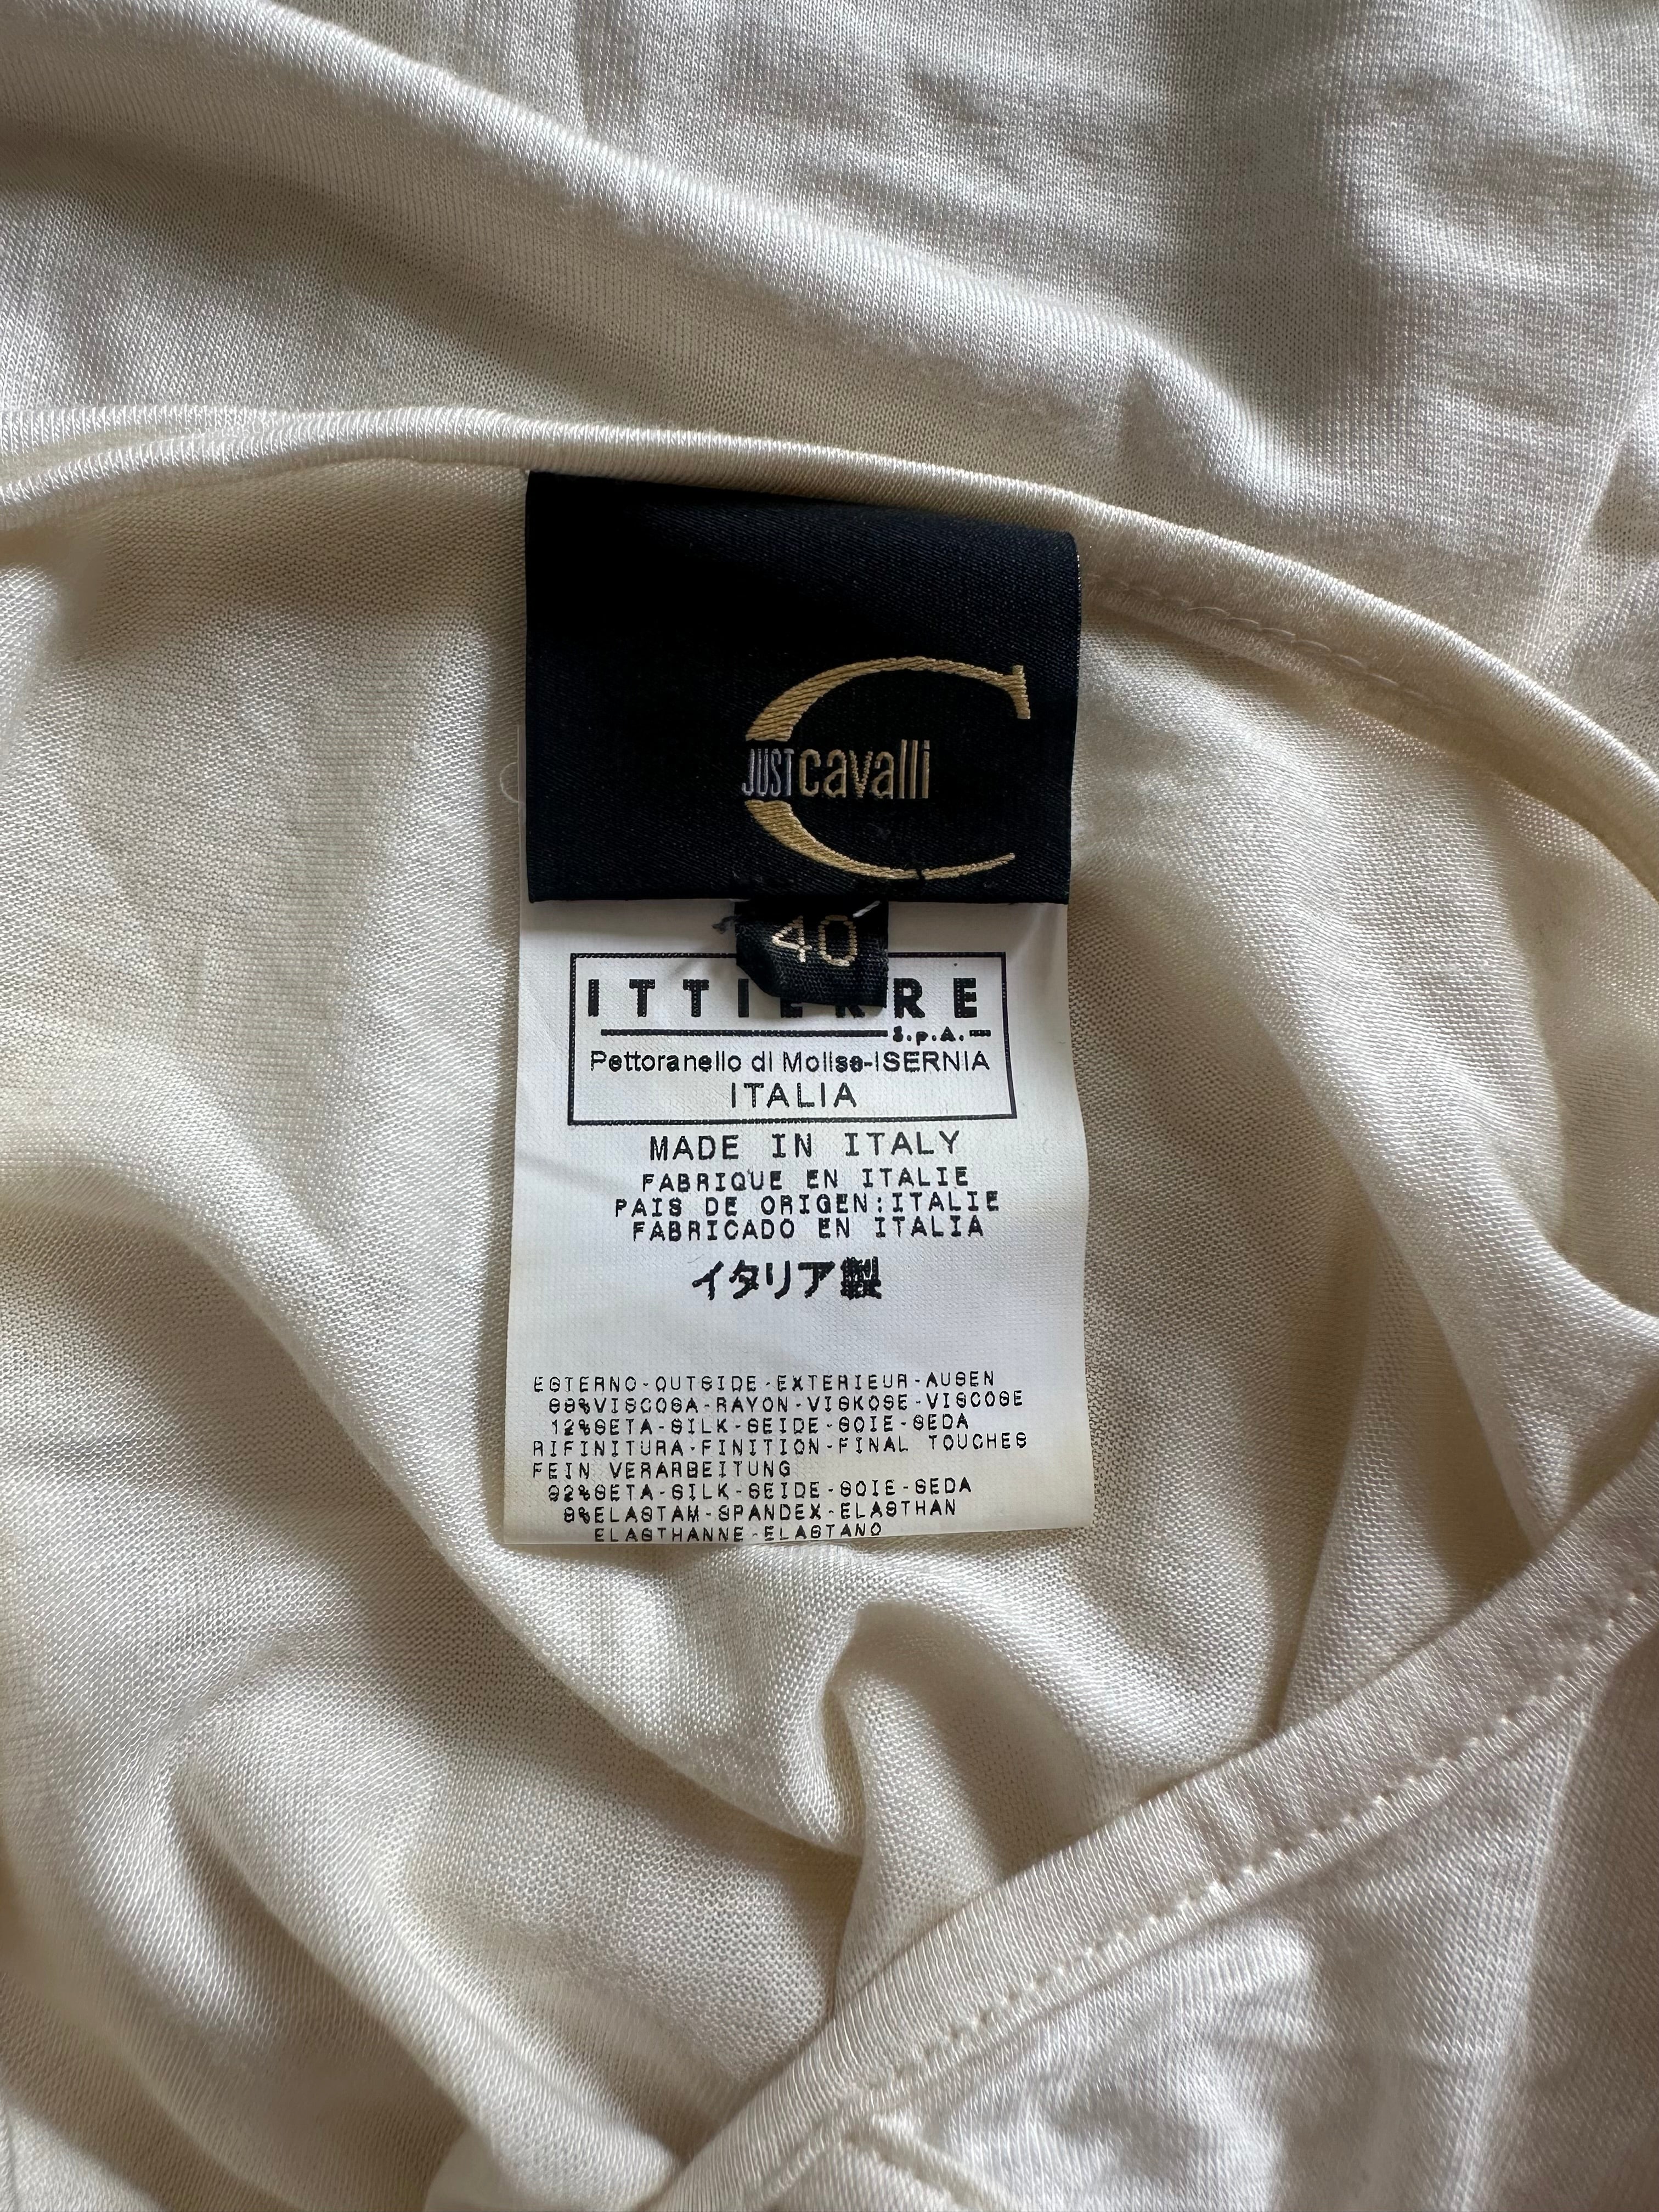 C
JUST cavalli
40
ITTIERRE
S.p.A.
Pettoranello di Molise-ISERNIA
ITALIA
MADE IN ITALY
FABRIQUE EN ITALIE
PAIS DE ORIGEN:ITALIE
FABRICADO EN ITALIA
イタリア製
ESTERNO-OUTSIDE-EXTERIEUR-AUSEN
88%VISCOSA-RAYON-VISKOSE-VISCOSE
12%SETA-SILK-SEIDE-SOIE-SEDA
RIFINITURA-FINITION-FINAL TOUCHES
FEIN VERARBEITUNG
92%SETA-SILK-SEIDE-SOIE-SEDA
8%ELASTAM-SPANDEX-ELASTHAN
ELASTHANNE-ELASTANO